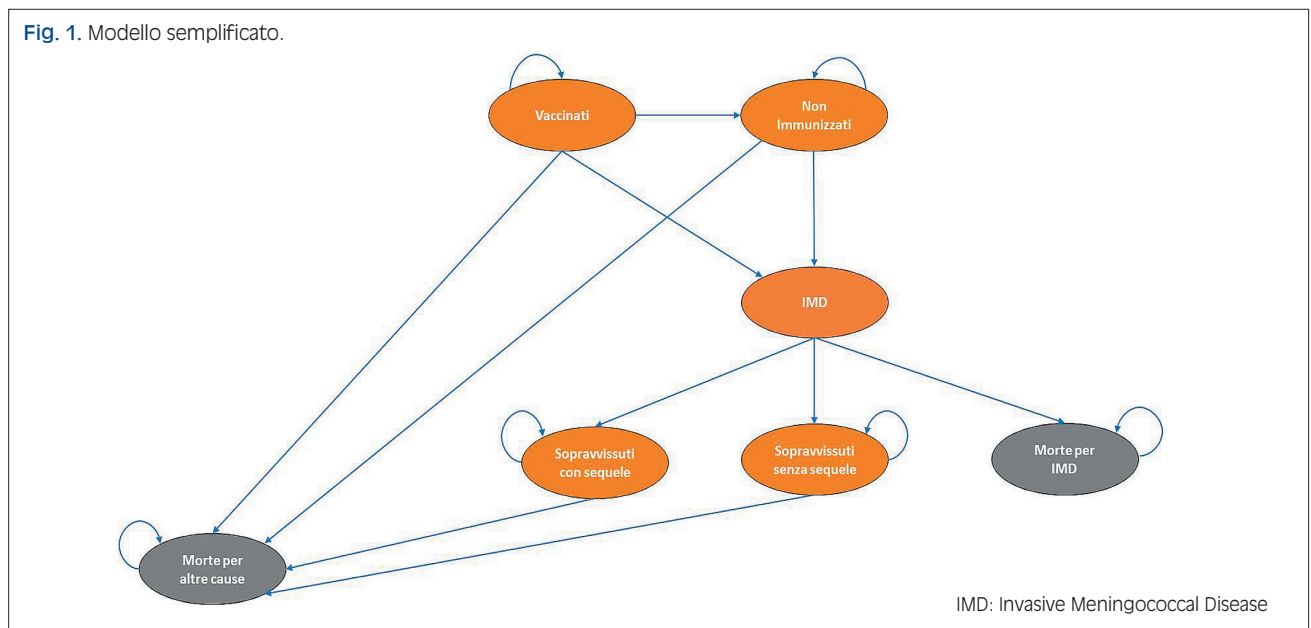 Fig. 1. Modello semplificato.
Vaccinati
Non
Immunizzati
IMD
Sopravvissuti
con sequele
Sopravvissuti
senza sequele
Morte per
IMD
Morte per
altre cause
IMD: Invasive Meningococcal Disease